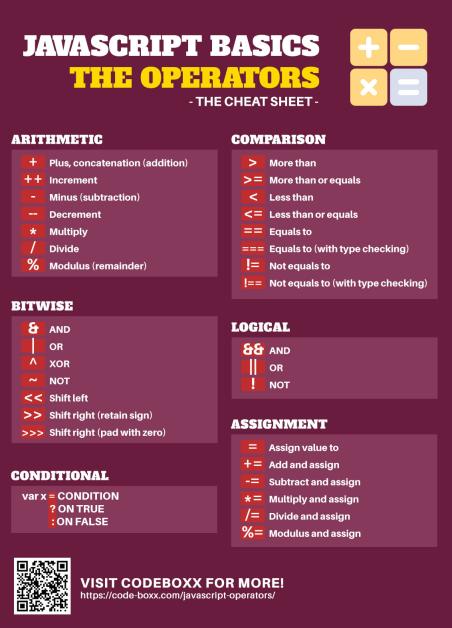 JAVASCRIPT BASICS
THE OPERATORS
- THE CHEAT SHEET -
ARITHMETIC
+ Plus, concatenation (addition)
++ Increment
- Minus (subtraction)
-- Decrement
* Multiply
/ Divide
% Modulus (remainder)
BITWISE
& AND
| OR
^ XOR
~ NOT
<< Shift left
>> Shift right (retain sign)
>>> Shift right (pad with zero)
CONDITIONAL
var x = CONDITION
? ON TRUE
: ON FALSE
COMPARISON
> More than
>= More than or equals
< Less than
<= Less than or equals
== Equals to
=== Equals to (with type checking)
!= Not equals to
!== Not equals to (with type checking)
LOGICAL
&& AND
|| OR
! NOT
ASSIGNMENT
= Assign value to
+= Add and assign
-= Subtract and assign
*= Multiply and assign
/= Divide and assign
%= Modulus and assign
VISIT CODEBOXX FOR MORE!
https://code-boxx.com/javascript-operators/